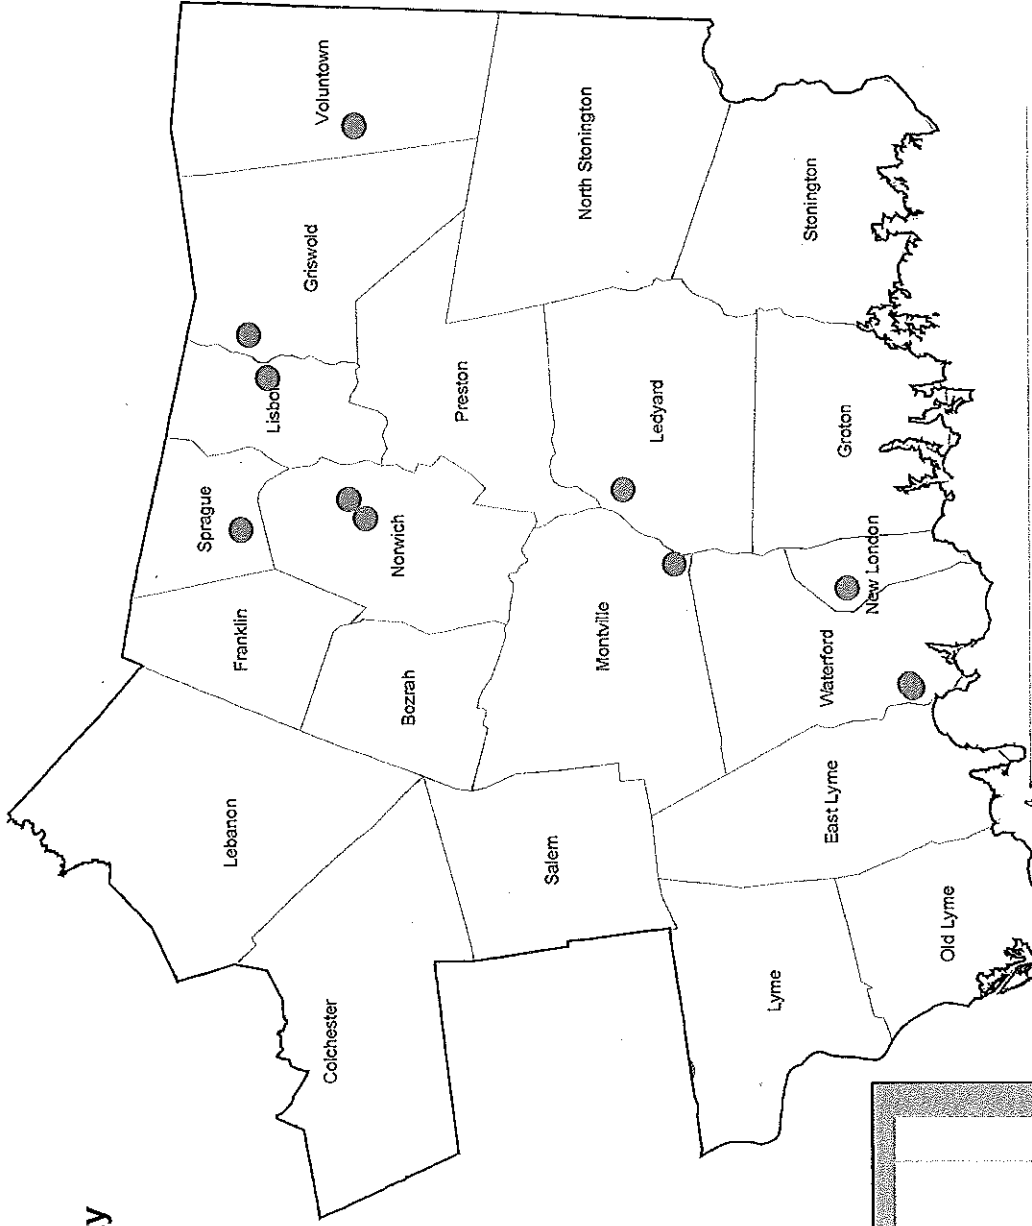 y
Sprague
Lebanon
Franklin
Lisbon
Griswold
Voluntown
Colchester
Norwich
Bozrah
Preston
Salem
North Stonington
Montville
Ledyard
Lyme
Stonington
Waterford
East Lyme
Groton
New London
Old Lyme